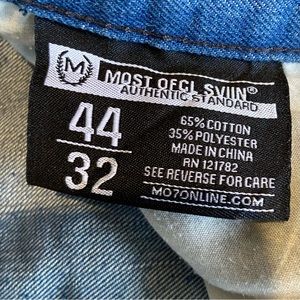 M
MOST OFCL SVIIN®
AUTHENTIC STANDARD
44
32
65% COTTON
35% POLYESTER
MADE IN CHINA
RN 121782
SEE REVERSE FOR CARE
MO7ONLINE.COM